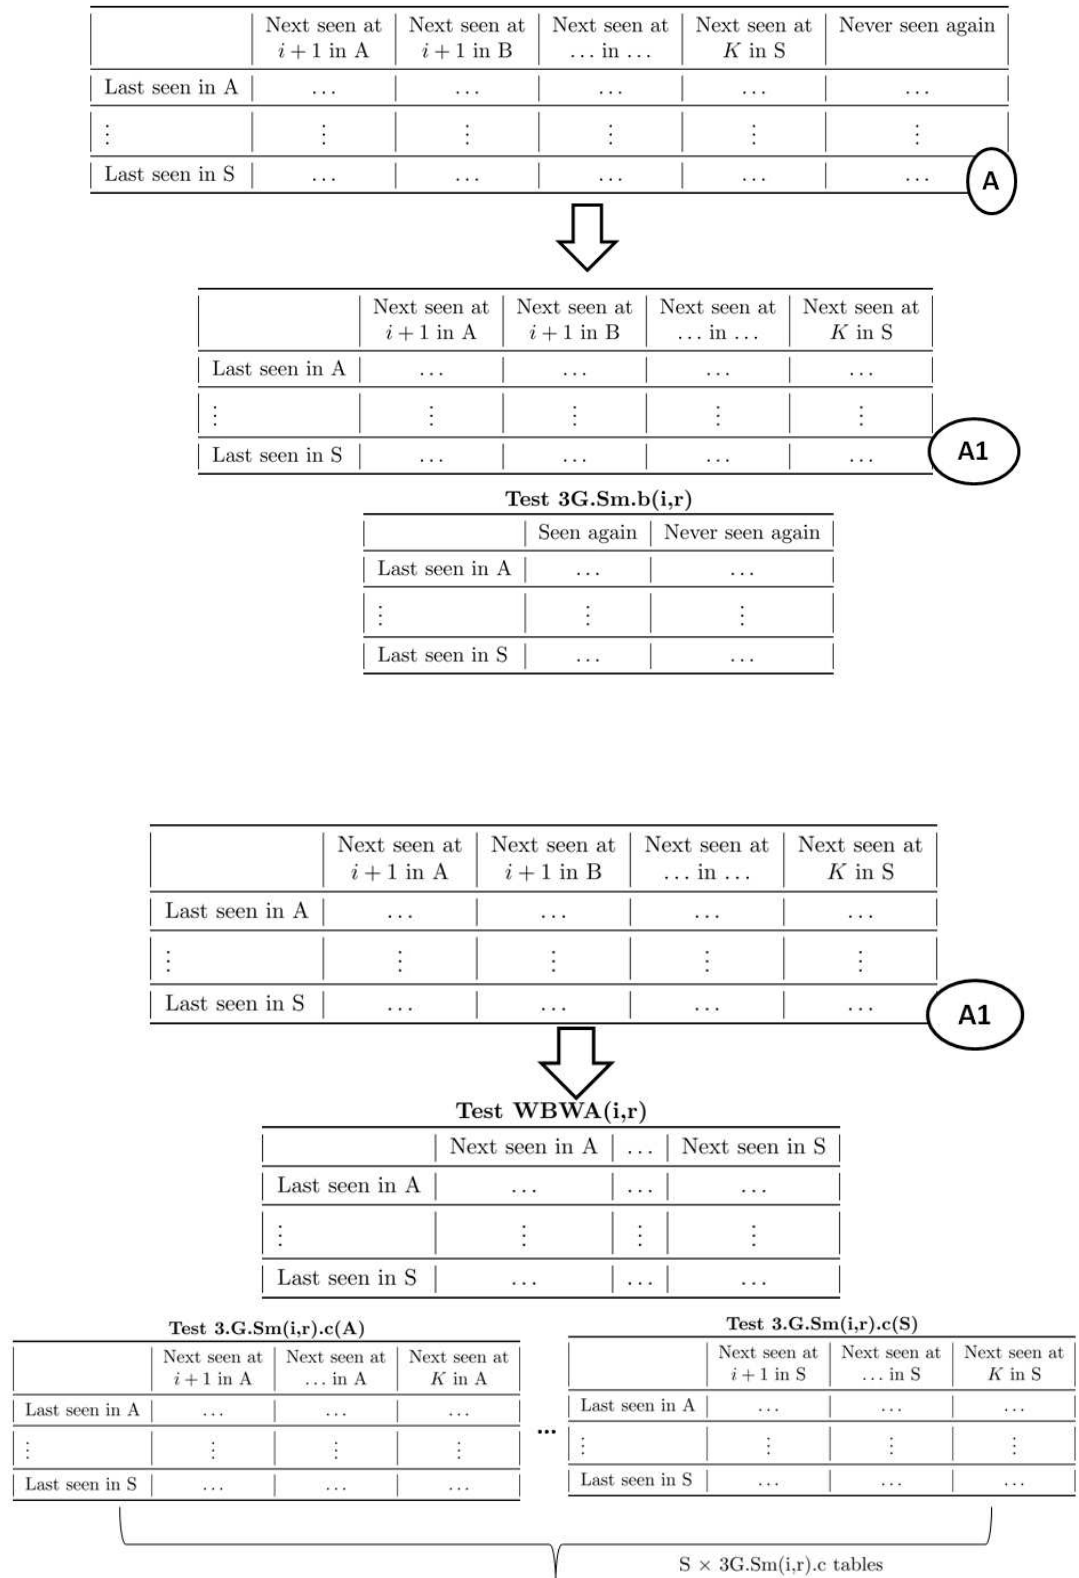 Next seen at Next seen at Next seen at Next seen at Never seen again
i + 1 in A i + 1 in B ... in ... K in S
Last seen in A ... ... ... ... ...
⋮ ⋮ ⋮ ⋮ ⋮ ⋮
Last seen in S ... ... ... ... ...
A
Next seen at Next seen at Next seen at Next seen at
i + 1 in A i + 1 in B ... in ... K in S
Last seen in A ... ... ... ...
⋮ ⋮ ⋮ ⋮ ⋮
Last seen in S ... ... ... ...
A1
Test 3G.Sm.b(i,r)
Seen again Never seen again
Last seen in A ... ...
⋮ ⋮ ⋮
Last seen in S ... ...
Next seen at Next seen at Next seen at Next seen at
i + 1 in A i + 1 in B ... in ... K in S
Last seen in A ... ... ... ...
⋮ ⋮ ⋮ ⋮ ⋮
Last seen in S ... ... ... ...
A1
Test WBWA(i,r)
Next seen in A ... Next seen in S
Last seen in A ... ... ...
⋮ ⋮ ⋮ ⋮
Last seen in S ... ... ...
Test 3.G.Sm(i,r).c(A)
Next seen at Next seen at Next seen at
i + 1 in A ... in A K in A
Last seen in A ... ... ...
⋮ ⋮ ⋮ ⋮
Last seen in S ... ... ...
...
Test 3.G.Sm(i,r).c(S)
Next seen at Next seen at Next seen at
i + 1 in S ... in S K in S
Last seen in A ... ... ...
⋮ ⋮ ⋮ ⋮
Last seen in S ... ... ...
S × 3G.Sm(i,r).c tables